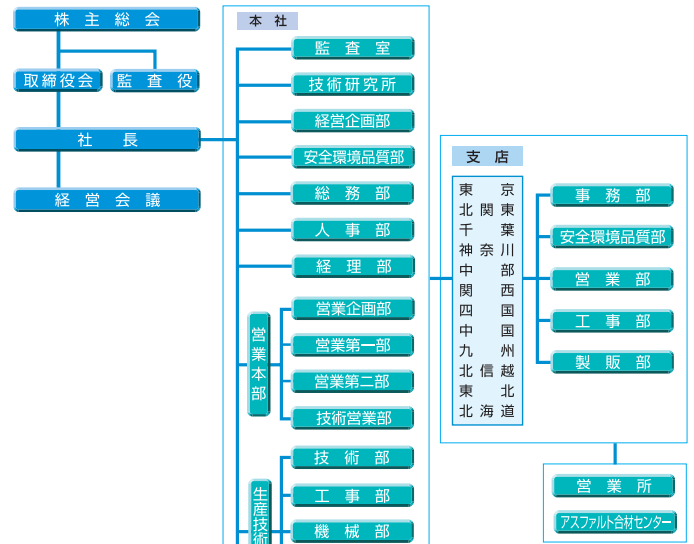 株主総会
取締役会
監査役
社長
経営会議
本社
監査室
技術研究所
経営企画部
安全環境品質部
総務部
人事部
経理部
営業本部
営業企画部
営業第一部
営業第二部
技術営業部
生産技術
技術部
工事部
機械部
支店
東京
北関東
千葉
神奈川
中部
関西
四国
中国
九州
北信越
東北
北海道
事務部
安全環境品質部
営業部
工事部
製販部
営業所
アスファルト合材センター